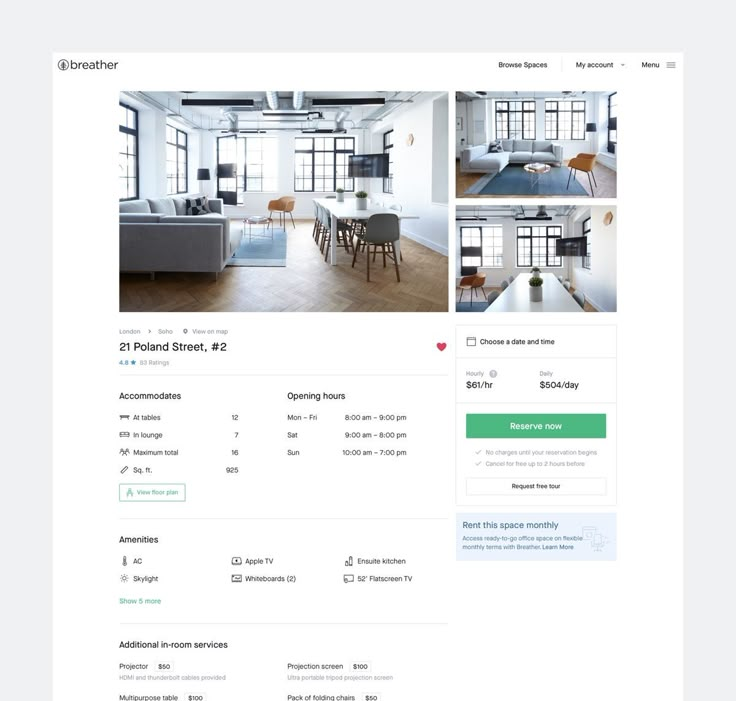 breather
Browse Spaces
My account
Menu
London > Soho View on map
21 Poland Street, #2
4.8 ★ 93 Ratings
Accommodates
At tables 12
In lounge 7
Maximum total 16
Sq. ft. 925
View floor plan
Opening hours
Mon – Fri 8:00 am – 9:00 pm
Sat 9:00 am – 8:00 pm
Sun 10:00 am – 7:00 pm
Choose a date and time
Hourly ? Daily
$61/hr $504/day
Reserve now
No charges until your reservation begins
Cancel for free up to 2 hours before
Request free tour
Rent this space monthly
Access ready-to-go office space on flexible
monthly terms with Breather. Learn More
Amenities
AC Apple TV Ensuite kitchen
Skylight Whiteboards (2) 52' Flatscreen TV
Show 5 more
Additional in-room services
Projector $50 Projection screen $100
HDMI and thunderbolt cables provided Ultra portable tripod projection screen
Multipurpose table $100 Pack of folding chairs $50